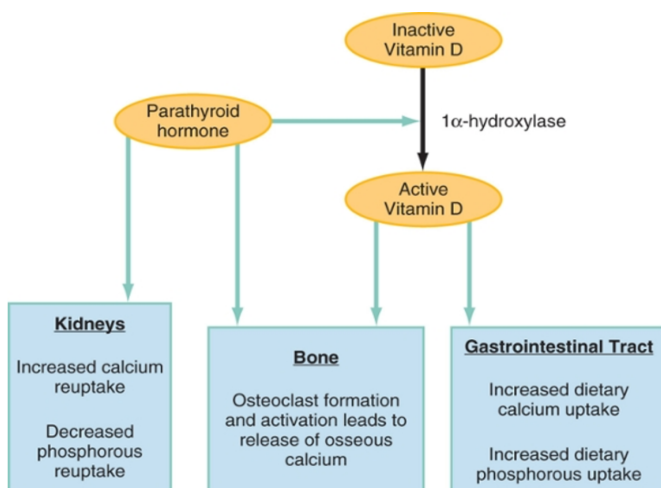 Inactive
Vitamin D
Parathyroid
hormone
1α-hydroxylase
Active
Vitamin D
Kidneys
Increased calcium
reuptake
Decreased
phosphorous
reuptake
Bone
Osteoclast formation
and activation leads to
release of osseous
calcium
Gastrointestinal Tract
Increased dietary
calcium uptake
Increased dietary
phosphorous uptake